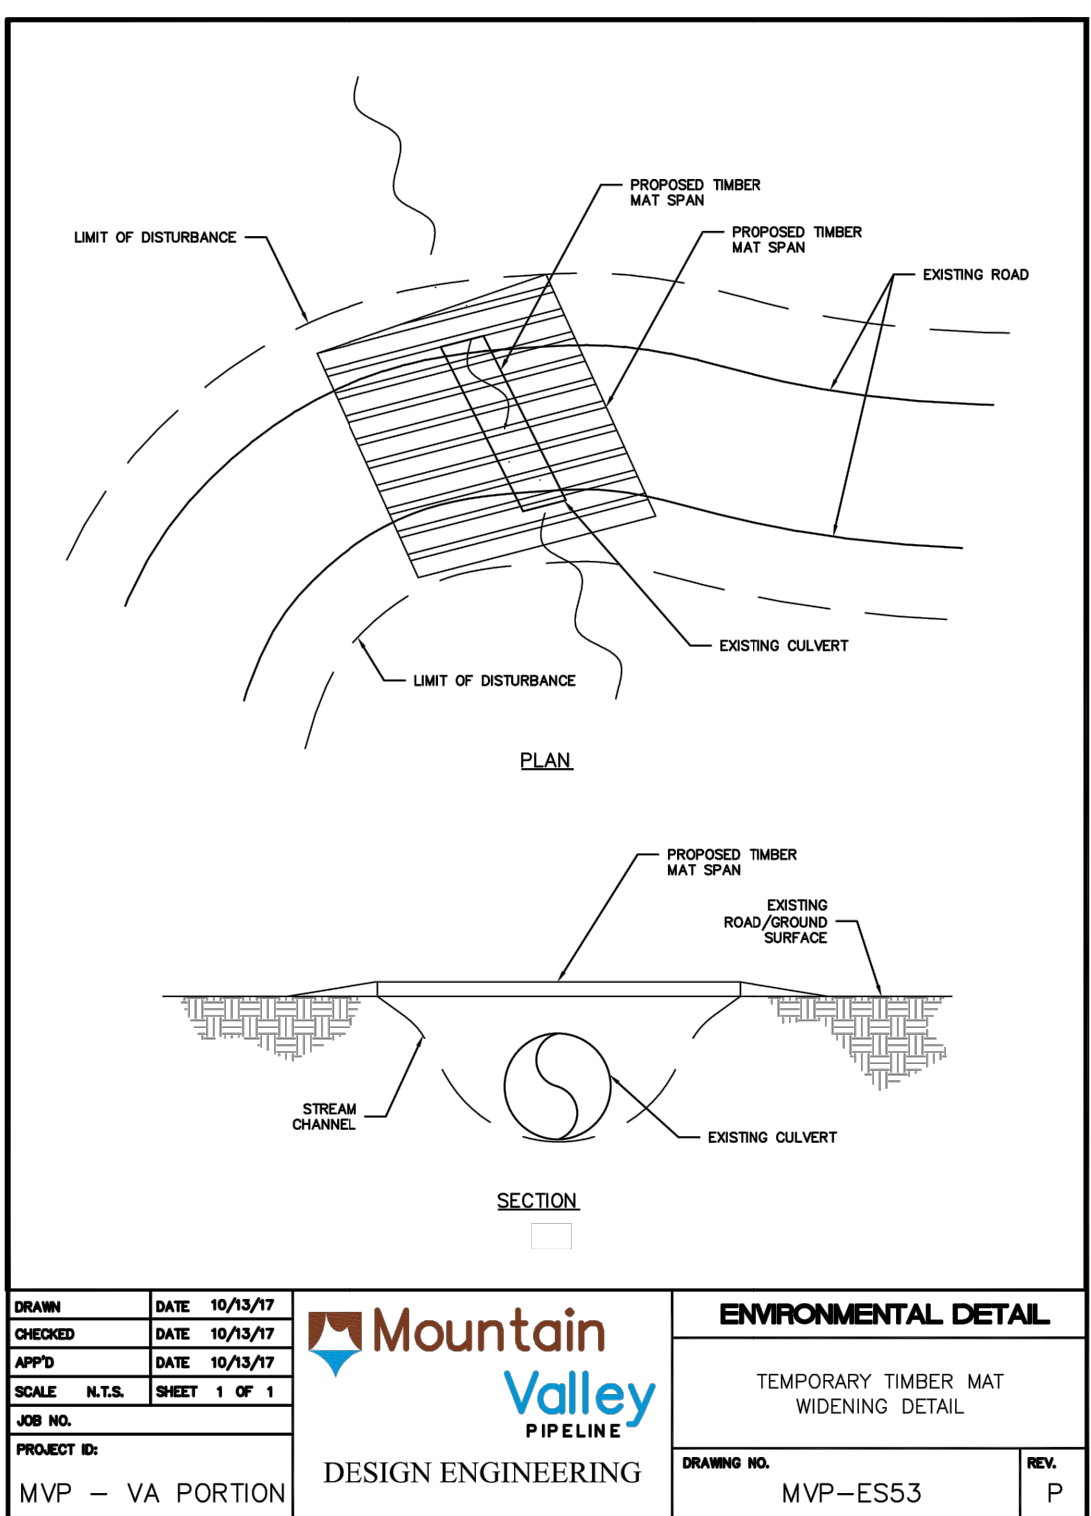 PROPOSED TIMBER
MAT SPAN
PROPOSED TIMBER
MAT SPAN
LIMIT OF DISTURBANCE
EXISTING ROAD
EXISTING CULVERT
LIMIT OF DISTURBANCE
PLAN
PROPOSED TIMBER
MAT SPAN
EXISTING
ROAD/GROUND
SURFACE
STREAM
CHANNEL
EXISTING CULVERT
SECTION
DRAWN DATE 10/13/17
CHECKED DATE 10/13/17
APP'D DATE 10/13/17
SCALE N.T.S. SHEET 1 OF 1
JOB NO.
PROJECT ID:
MVP – VA PORTION
Mountain
Valley
PIPELINE
DESIGN ENGINEERING
ENVIRONMENTAL DETAIL
TEMPORARY TIMBER MAT
WIDENING DETAIL
DRAWING NO.
MVP–ES53
REV.
P